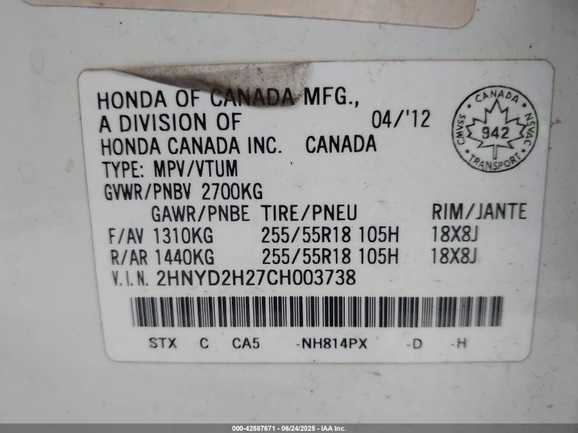 HONDA OF CANADA MFG.,
A DIVISION OF 04/'12
HONDA CANADA INC. CANADA
TYPE: MPV/VTUM
GVWR/PNBV 2700KG
GAWR/PNBE TIRE/PNEU RIM/JANTE
F/AV 1310KG 255/55R18 105H 18X8J
R/AR 1440KG 255/55R18 105H 18X8J
V.I.N. 2HNYD2H27CH003738
STX C CA5 -NH814PX -D -H
CANADA
CMVSS 942 NSVAC
TRANSPORT
000-42587671 - 06/24/2025 - IAA Inc.